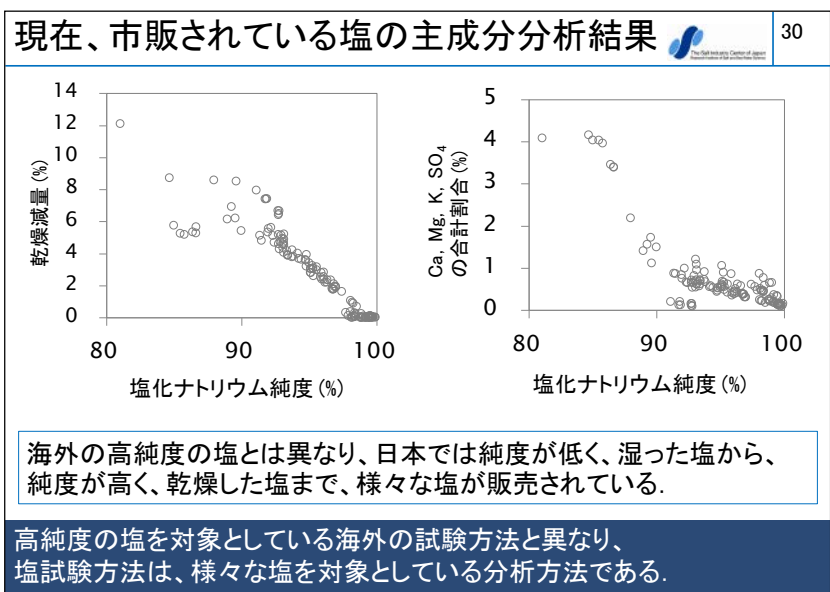 現在、市販されている塩の主成分分析結果
The Salt Industry Center of Japan
30
14
12
10
8
6
4
2
0
乾燥減量(%)
80
90
100
塩化ナトリウム純度(%)
5
4
3
2
1
0
Ca, Mg, K, SO₄
の合計割合(%)
80
90
100
塩化ナトリウム純度(%)
海外の高純度の塩とは異なり、日本では純度が低く、湿った塩から、
純度が高く、乾燥した塩まで、様々な塩が販売されている.
高純度の塩を対象としている海外の試験方法と異なり、
塩試験方法は、様々な塩を対象としている分析方法である.